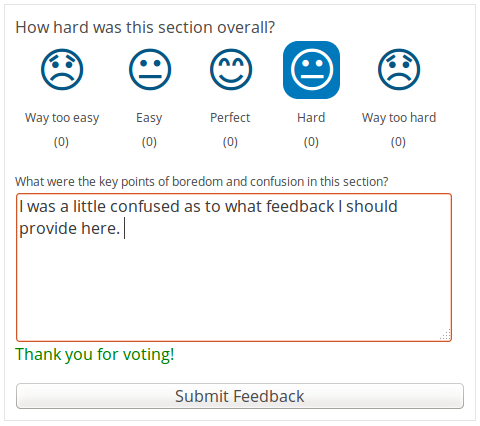 How hard was this section overall?
Way too easy Easy Perfect Hard Way too hard
(0) (0) (0) (0) (0)
What were the key points of boredom and confusion in this section?
I was a little confused as to what feedback I should
provide here.
Thank you for voting!
Submit Feedback